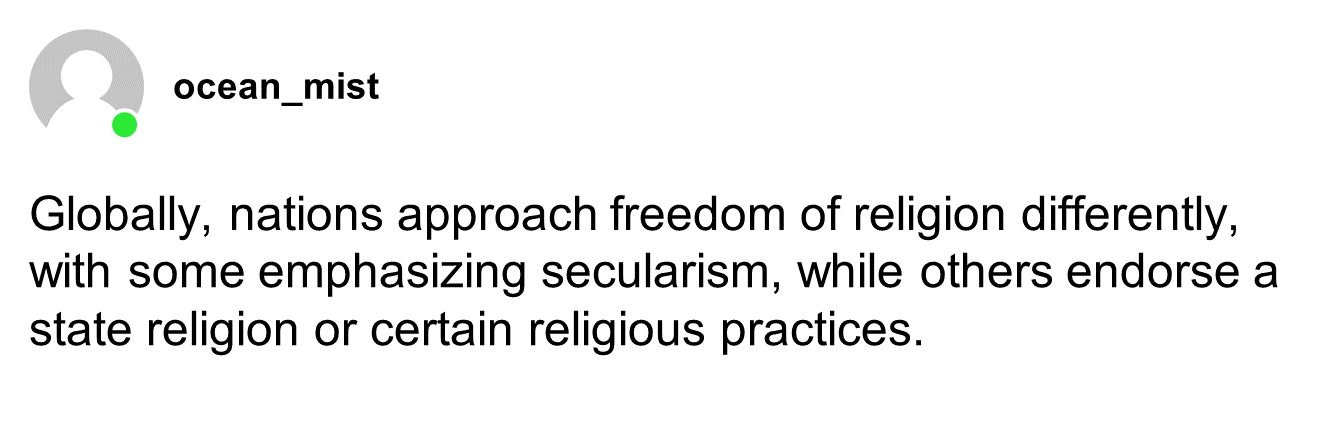 ocean_mist
Globally, nations approach freedom of religion differently,
with some emphasizing secularism, while others endorse a
state religion or certain religious practices.